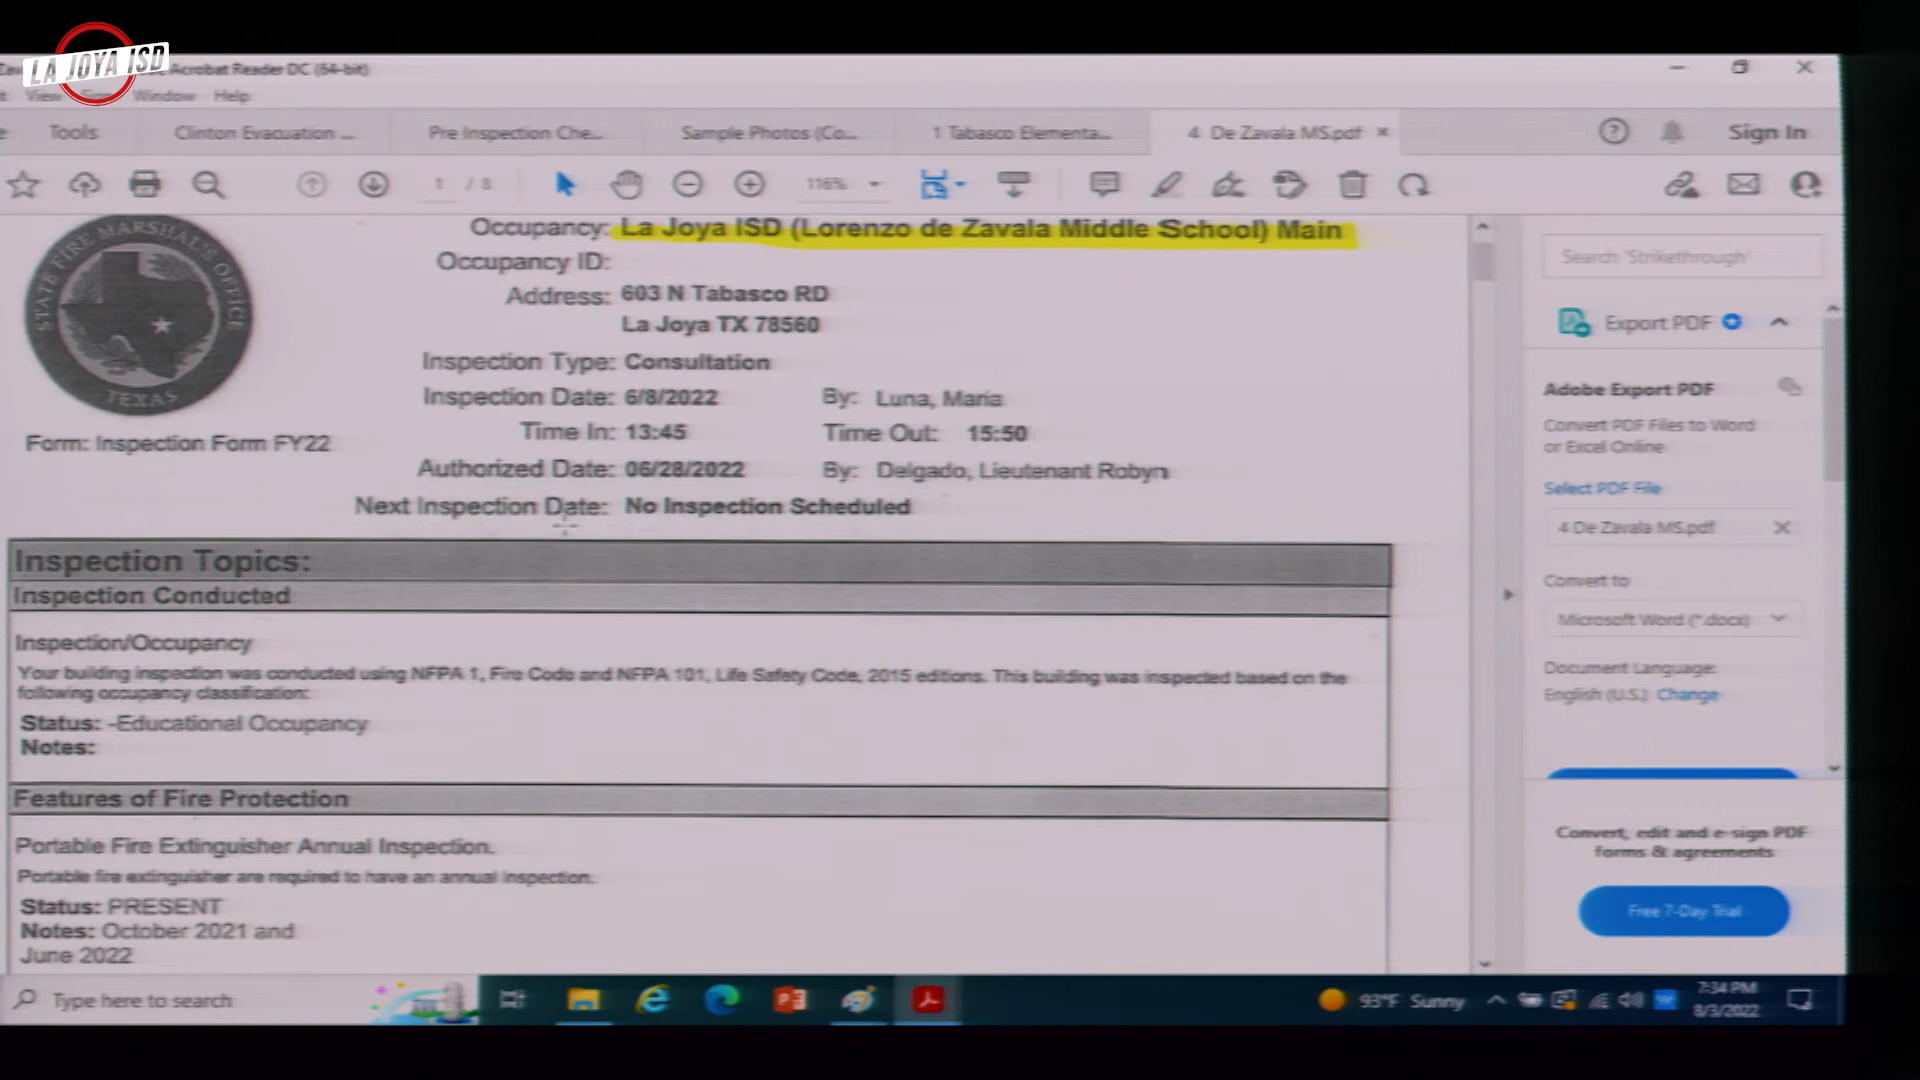 LA JOYA ISD
Acrobat Reader DC (64-bit)
View Sign Window Help
Tools Clinton Evacuation ... Pre Inspection Che... Sample Photos (Co... 1 Tabasco Elementa... 4 De Zavala MS.pdf × Sign In
1 / 8 116%
Occupancy: La Joya ISD (Lorenzo de Zavala Middle School) Main
Occupancy ID:
Address: 603 N Tabasco RD
La Joya TX 78560
Inspection Type: Consultation
Inspection Date: 6/8/2022 By: Luna, Maria
Time In: 13:45 Time Out: 15:50
Authorized Date: 06/28/2022 By: Delgado, Lieutenant Robyn
Next Inspection Date: No Inspection Scheduled
STATE FIRE MARSHAL'S OFFICE
TEXAS
Form: Inspection Form FY22
Inspection Topics:
Inspection Conducted
Inspection/Occupancy
Your building inspection was conducted using NFPA 1, Fire Code and NFPA 101, Life Safety Code, 2015 editions. This building was inspected based on the
following occupancy classification:
Status: -Educational Occupancy
Notes:
Features of Fire Protection
Portable Fire Extinguisher Annual Inspection.
Portable fire extinguisher are required to have an annual inspection.
Status: PRESENT
Notes: October 2021 and
June 2022
Search 'Strikethrough'
Export PDF
Adobe Export PDF
Convert PDF Files to Word
or Excel Online
Select PDF File
4 De Zavala MS.pdf
Convert to
Microsoft Word (*.docx)
Document Language:
English (U.S.) Change
Convert, edit and e-sign PDF
forms & agreements
Free 7-Day Trial
Type here to search
93°F Sunny
7:34 PM
8/3/2022